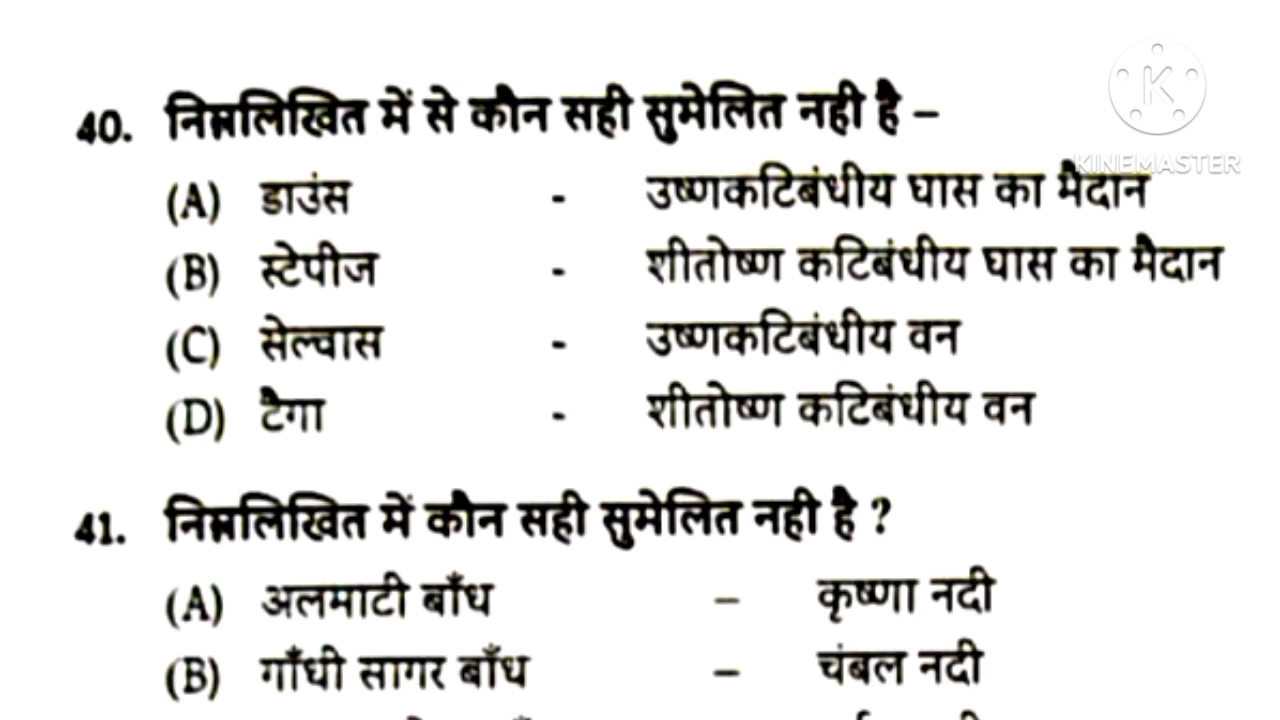 40. निम्नलिखित में से कौन सही सुमेलित नही है –
(A) डाउंस - उष्णकटिबंधीय घास का मैदान
(B) स्टेपीज - शीतोष्ण कटिबंधीय घास का मैदान
(C) सेल्वास - उष्णकटिबंधीय वन
(D) टैगा - शीतोष्ण कटिबंधीय वन
41. निम्नलिखित में कौन सही सुमेलित नही है ?
(A) अलमाटी बाँध – कृष्णा नदी
(B) गाँधी सागर बाँध – चंबल नदी
K
KINEMASTER